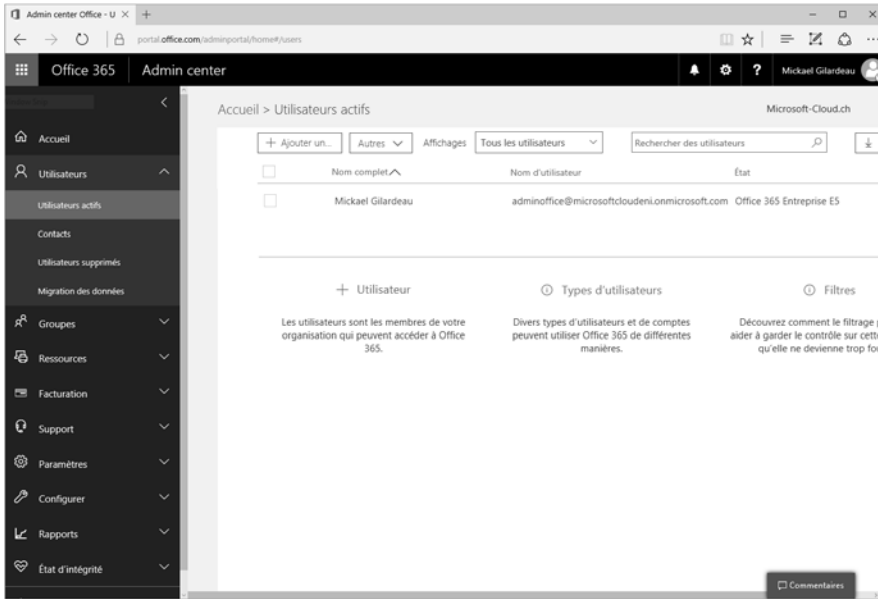 Admin center Office - U
portal.office.com/adminportal/home#/users
Office 365 Admin center ? Mickael Gilardeau
Accueil > Utilisateurs actifs Microsoft-Cloud.ch
Accueil
Utilisateurs
Utilisateurs actifs
Contacts
Utilisateurs supprimés
Migration des données
Groupes
Ressources
Facturation
Support
Paramètres
Configurer
Rapports
État d'intégrité
+ Ajouter un... Autres Affichages Tous les utilisateurs Rechercher des utilisateurs
Nom complet Nom d'utilisateur État
Mickael Gilardeau adminoffice@microsoftcloudeni.onmicrosoft.com Office 365 Entreprise E5
+ Utilisateur
Les utilisateurs sont les membres de votre
organisation qui peuvent accéder à Office
365.
Types d'utilisateurs
Divers types d'utilisateurs et de comptes
peuvent utiliser Office 365 de différentes
manières.
Filtres
Découvrez comment le filtrage p
aider à garder le contrôle sur cette
qu'elle ne devienne trop fou
Commentaires